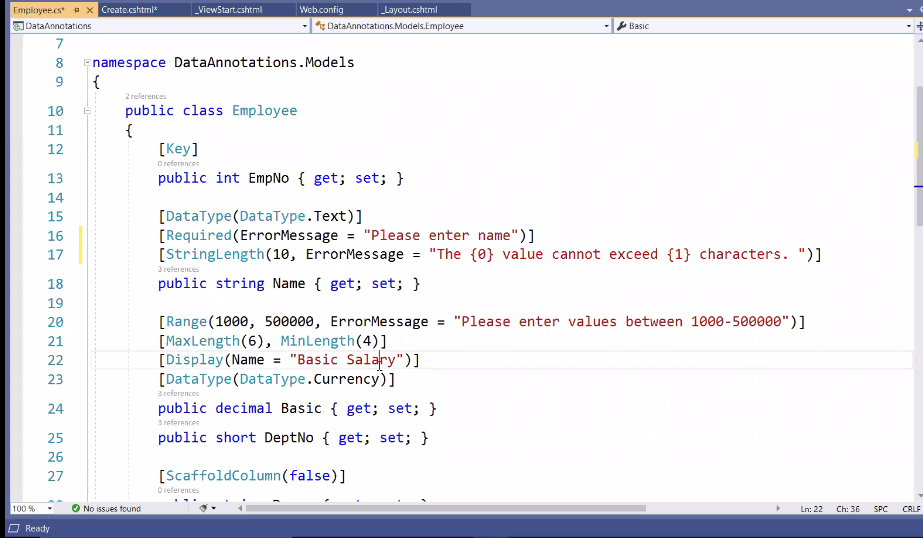 Employee.cs* Create.cshtml* _ViewStart.cshtml Web.config _Layout.cshtml
DataAnnotations DataAnnotations.Models.Employee Basic
7
8 namespace DataAnnotations.Models
9 {
2 references
10 public class Employee
11 {
12 [Key]
0 references
13 public int EmpNo { get; set; }
14
15 [DataType(DataType.Text)]
16 [Required(ErrorMessage = "Please enter name")]
17 [StringLength(10, ErrorMessage = "The {0} value cannot exceed {1} characters. ")]
3 references
18 public string Name { get; set; }
19
20 [Range(1000, 500000, ErrorMessage = "Please enter values between 1000-500000")]
21 [MaxLength(6), MinLength(4)]
22 [Display(Name = "Basic Salary")]
23 [DataType(DataType.Currency)]
3 references
24 public decimal Basic { get; set; }
3 references
25 public short DeptNo { get; set; }
26
27 [ScaffoldColumn(false)]
0 references
100 % No issues found Ln: 22 Ch: 36 SPC CRLF
Ready